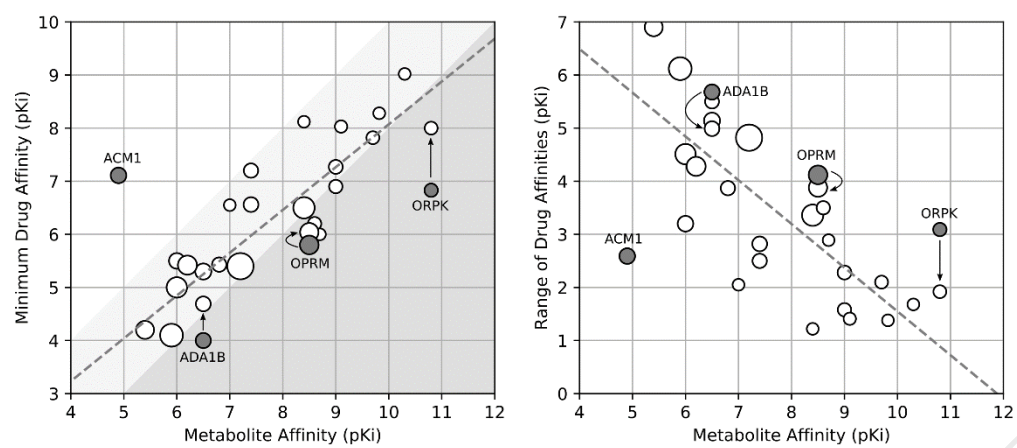 10
9
8
7
6
5
4
3
4 5 6 7 8 9 10 11 12
Minimum Drug Affinity (pKi)
Metabolite Affinity (pKi)
ACM1
ORPK
OPRM
ADA1B
7
6
5
4
3
2
1
0
4 5 6 7 8 9 10 11 12
Range of Drug Affinities (pKi)
Metabolite Affinity (pKi)
ADA1B
OPRM
ORPK
ACM1